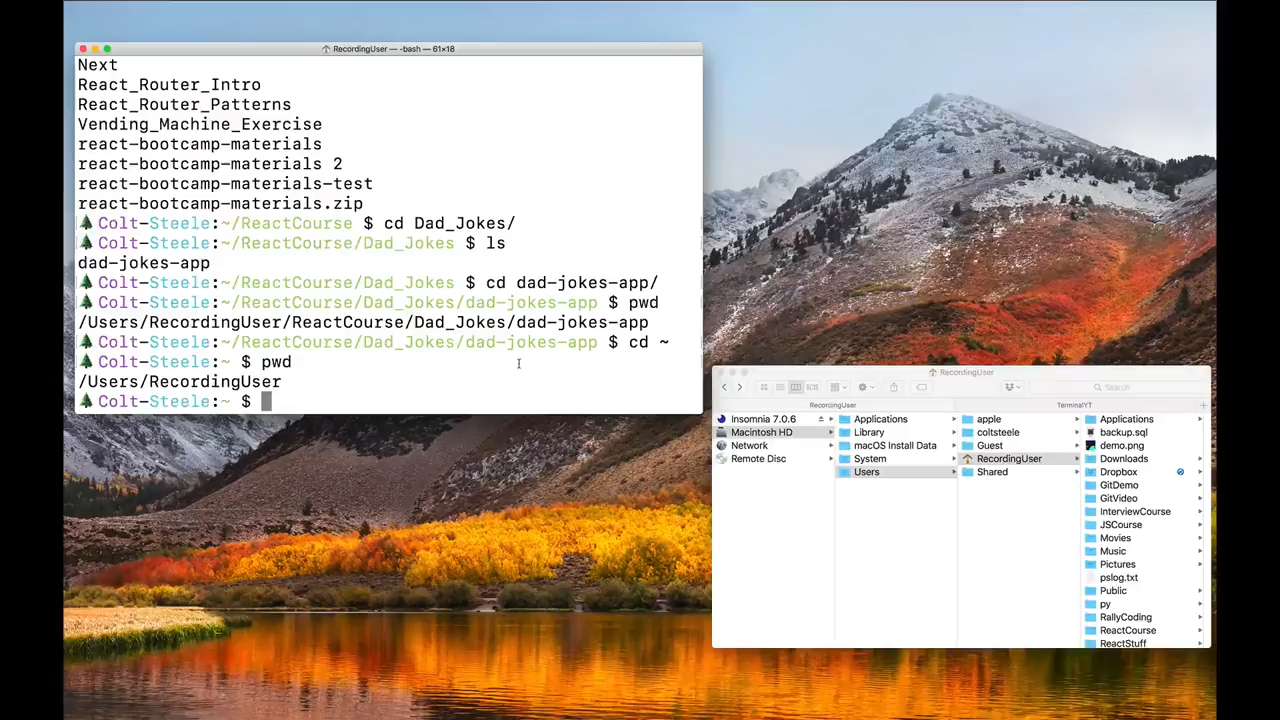 RecordingUser — -bash — 61×18
Next
React_Router_Intro
React_Router_Patterns
Vending_Machine_Exercise
react-bootcamp-materials
react-bootcamp-materials 2
react-bootcamp-materials-test
react-bootcamp-materials.zip
Colt-Steele:~/ReactCourse $ cd Dad_Jokes/
Colt-Steele:~/ReactCourse/Dad_Jokes $ ls
dad-jokes-app
Colt-Steele:~/ReactCourse/Dad_Jokes $ cd dad-jokes-app/
Colt-Steele:~/ReactCourse/Dad_Jokes/dad-jokes-app $ pwd
/Users/RecordingUser/ReactCourse/Dad_Jokes/dad-jokes-app
Colt-Steele:~/ReactCourse/Dad_Jokes/dad-jokes-app $ cd ~
Colt-Steele:~ $ pwd
/Users/RecordingUser
Colt-Steele:~ $
RecordingUser
Search
RecordingUser
TerminalYT
Insomnia 7.0.6
Macintosh HD
Network
Remote Disc
Applications
Library
macOS Install Data
System
Users
apple
coltsteele
Guest
RecordingUser
Shared
Applications
backup.sql
demo.png
Downloads
Dropbox
GitDemo
GitVideo
InterviewCourse
JSCourse
Movies
Music
Pictures
pslog.txt
Public
py
RallyCoding
ReactCourse
ReactStuff